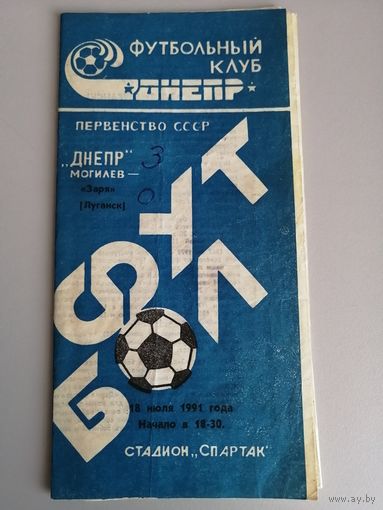 ФУТБОЛЬНЫЙ
КЛУБ
ДНЕПР
ПЕРВЕНСТВО СССР
„ДНЕПР" 3
МОГИЛЕВ —
«Заря» 0
(Луганск)
ФУТБОЛ
18 июля 1991 года
Начало в 18-30.
СТАДИОН „СПАРТАК"
www.ay.by